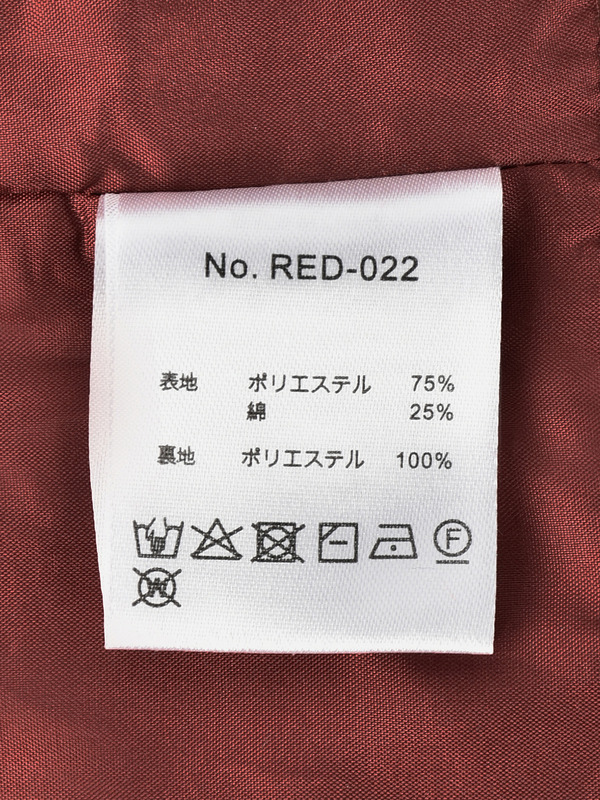 No. RED-022
表地 ポリエステル 75%
綿 25%
裏地 ポリエステル 100%
F
W